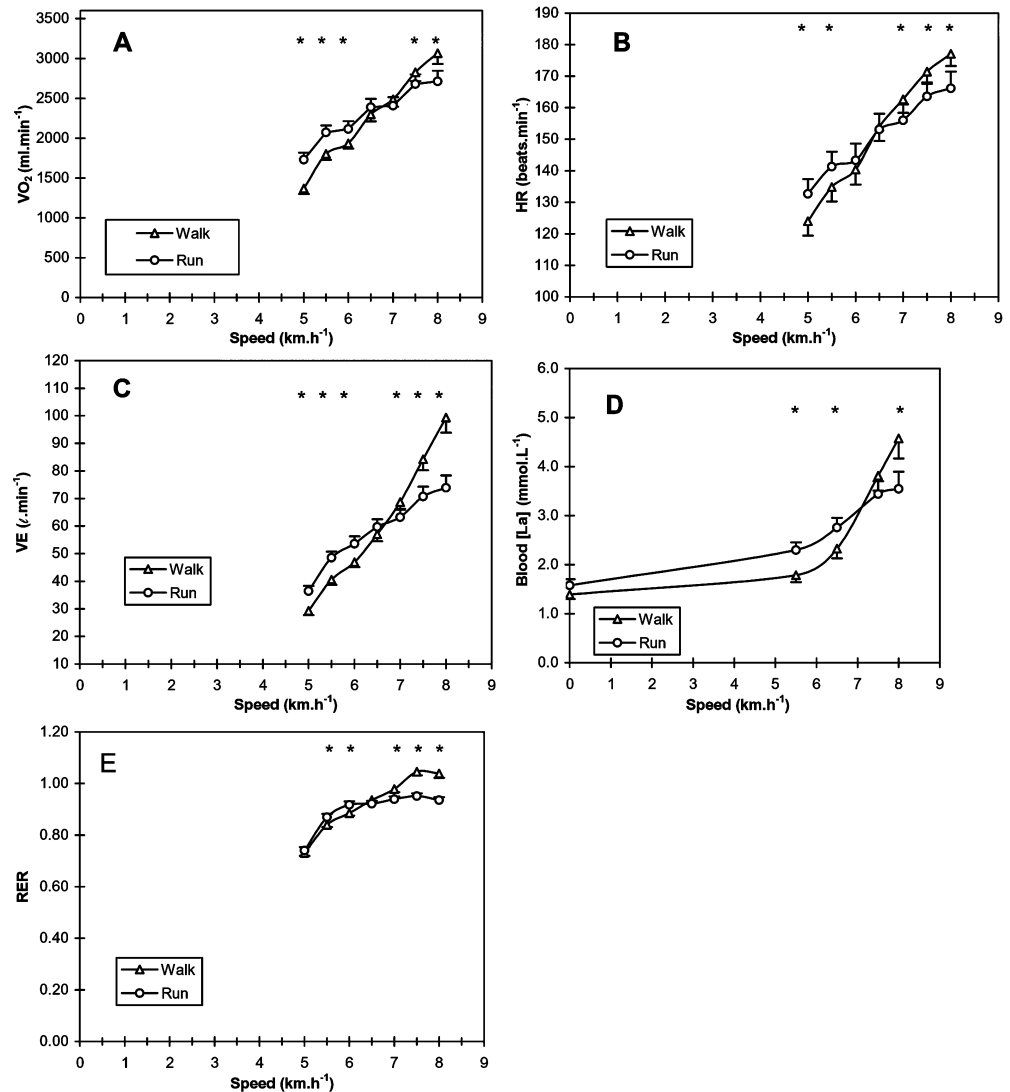 A
* * * * *
3500
3000
2500
2000
1500
1000
500
0
VO2 (ml.min-1)
Walk
Run
0 1 2 3 4 5 6 7 8 9
Speed (km.h-1)
B
* * * * *
190
180
170
160
150
140
130
120
110
100
HR (beats.min-1)
Walk
Run
0 1 2 3 4 5 6 7 8 9
Speed (km.h-1)
C
* * * * * *
120
110
100
90
80
70
60
50
40
30
20
10
VE (ℓ.min-1)
Walk
Run
0 1 2 3 4 5 6 7 8 9
Speed (km.h-1)
D
* * *
6.0
5.0
4.0
3.0
2.0
1.0
0.0
Blood [La] (mmol.L-1)
Walk
Run
0 1 2 3 4 5 6 7 8 9
Speed (km.h-1)
E
* * * * *
1.20
1.00
0.80
0.60
0.40
0.20
0.00
RER
Walk
Run
0 1 2 3 4 5 6 7 8 9
Speed (km.h-1)